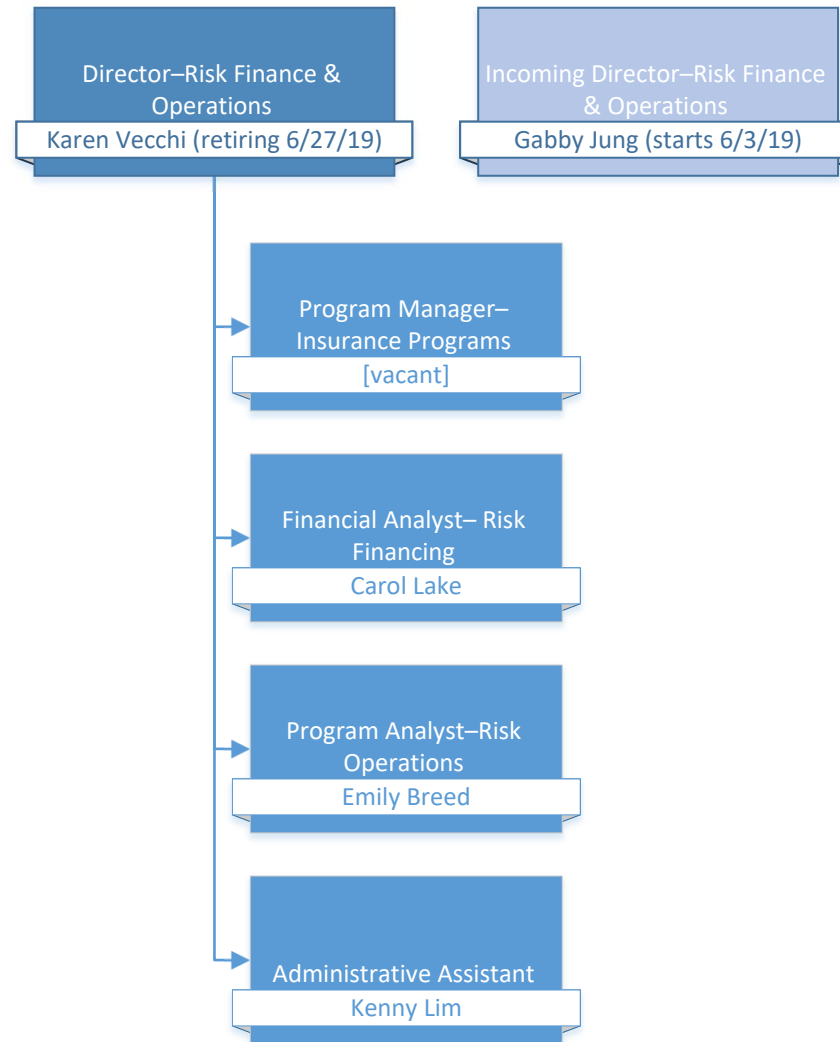 Director–Risk Finance &
Operations
Karen Vecchi (retiring 6/27/19)
Incoming Director–Risk Finance
& Operations
Gabby Jung (starts 6/3/19)
Program Manager–
Insurance Programs
[vacant]
Financial Analyst– Risk
Financing
Carol Lake
Program Analyst–Risk
Operations
Emily Breed
Administrative Assistant
Kenny Lim